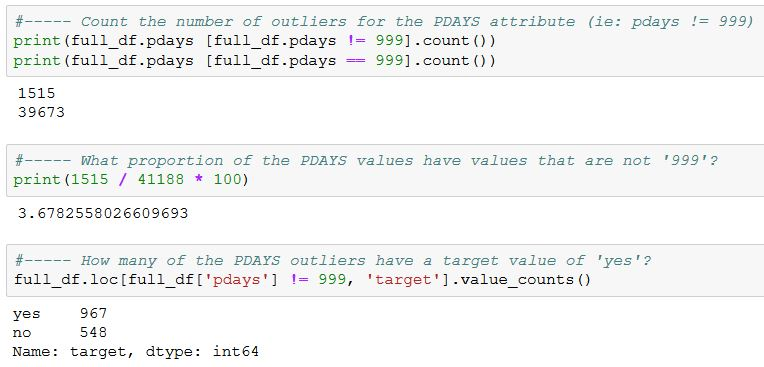 #----- Count the number of outliers for the PDAYS attribute (ie: pdays != 999)
print(full_df.pdays [full_df.pdays != 999].count())
print(full_df.pdays [full_df.pdays == 999].count())
1515
39673
#----- What proportion of the PDAYS values have values that are not '999'?
print(1515 / 41188 * 100)
3.6782558026609693
#----- How many of the PDAYS outliers have a target value of 'yes'?
full_df.loc[full_df['pdays'] != 999, 'target'].value_counts()
yes    967
no     548
Name: target, dtype: int64